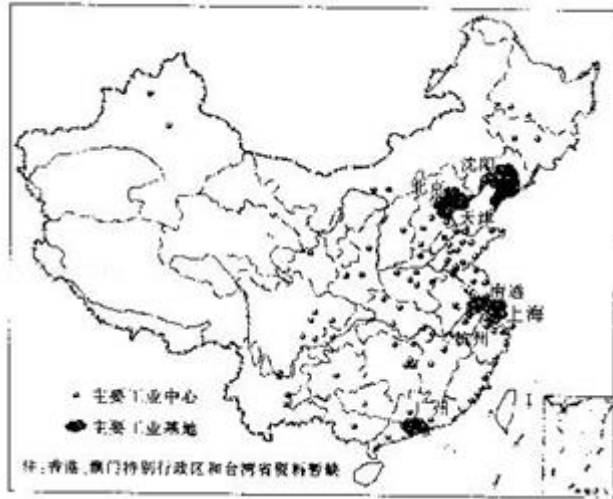 沈阳
北京
天津
南通
上海
杭州
广州
主要工业中心
主要工业基地
注:香港、澳门特别行政区和台湾省资料暂缺